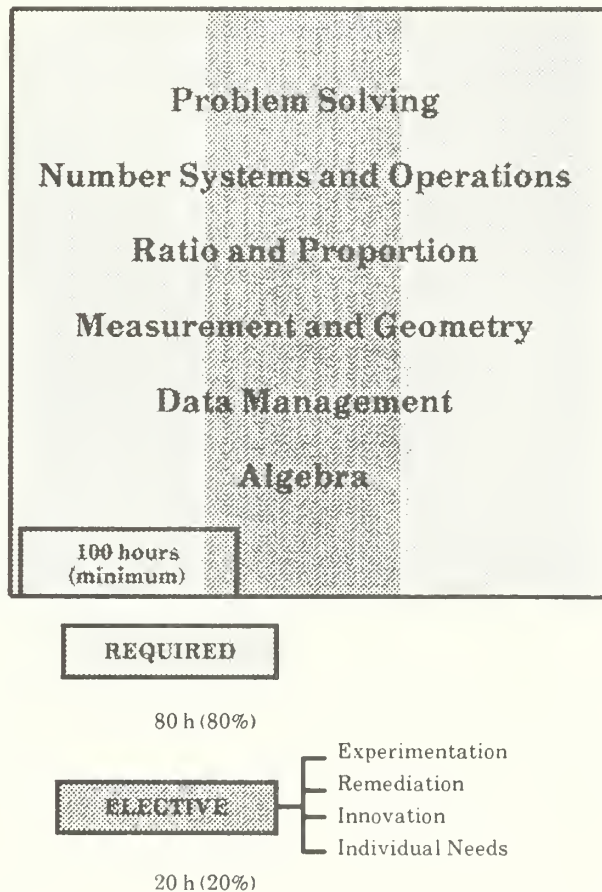 Problem Solving
Number Systems and Operations
Ratio and Proportion
Measurement and Geometry
Data Management
Algebra
100 hours
(minimum)
REQUIRED
80 h (80%)
ELECTIVE
Experimentation
Remediation
Innovation
Individual Needs
20 h (20%)